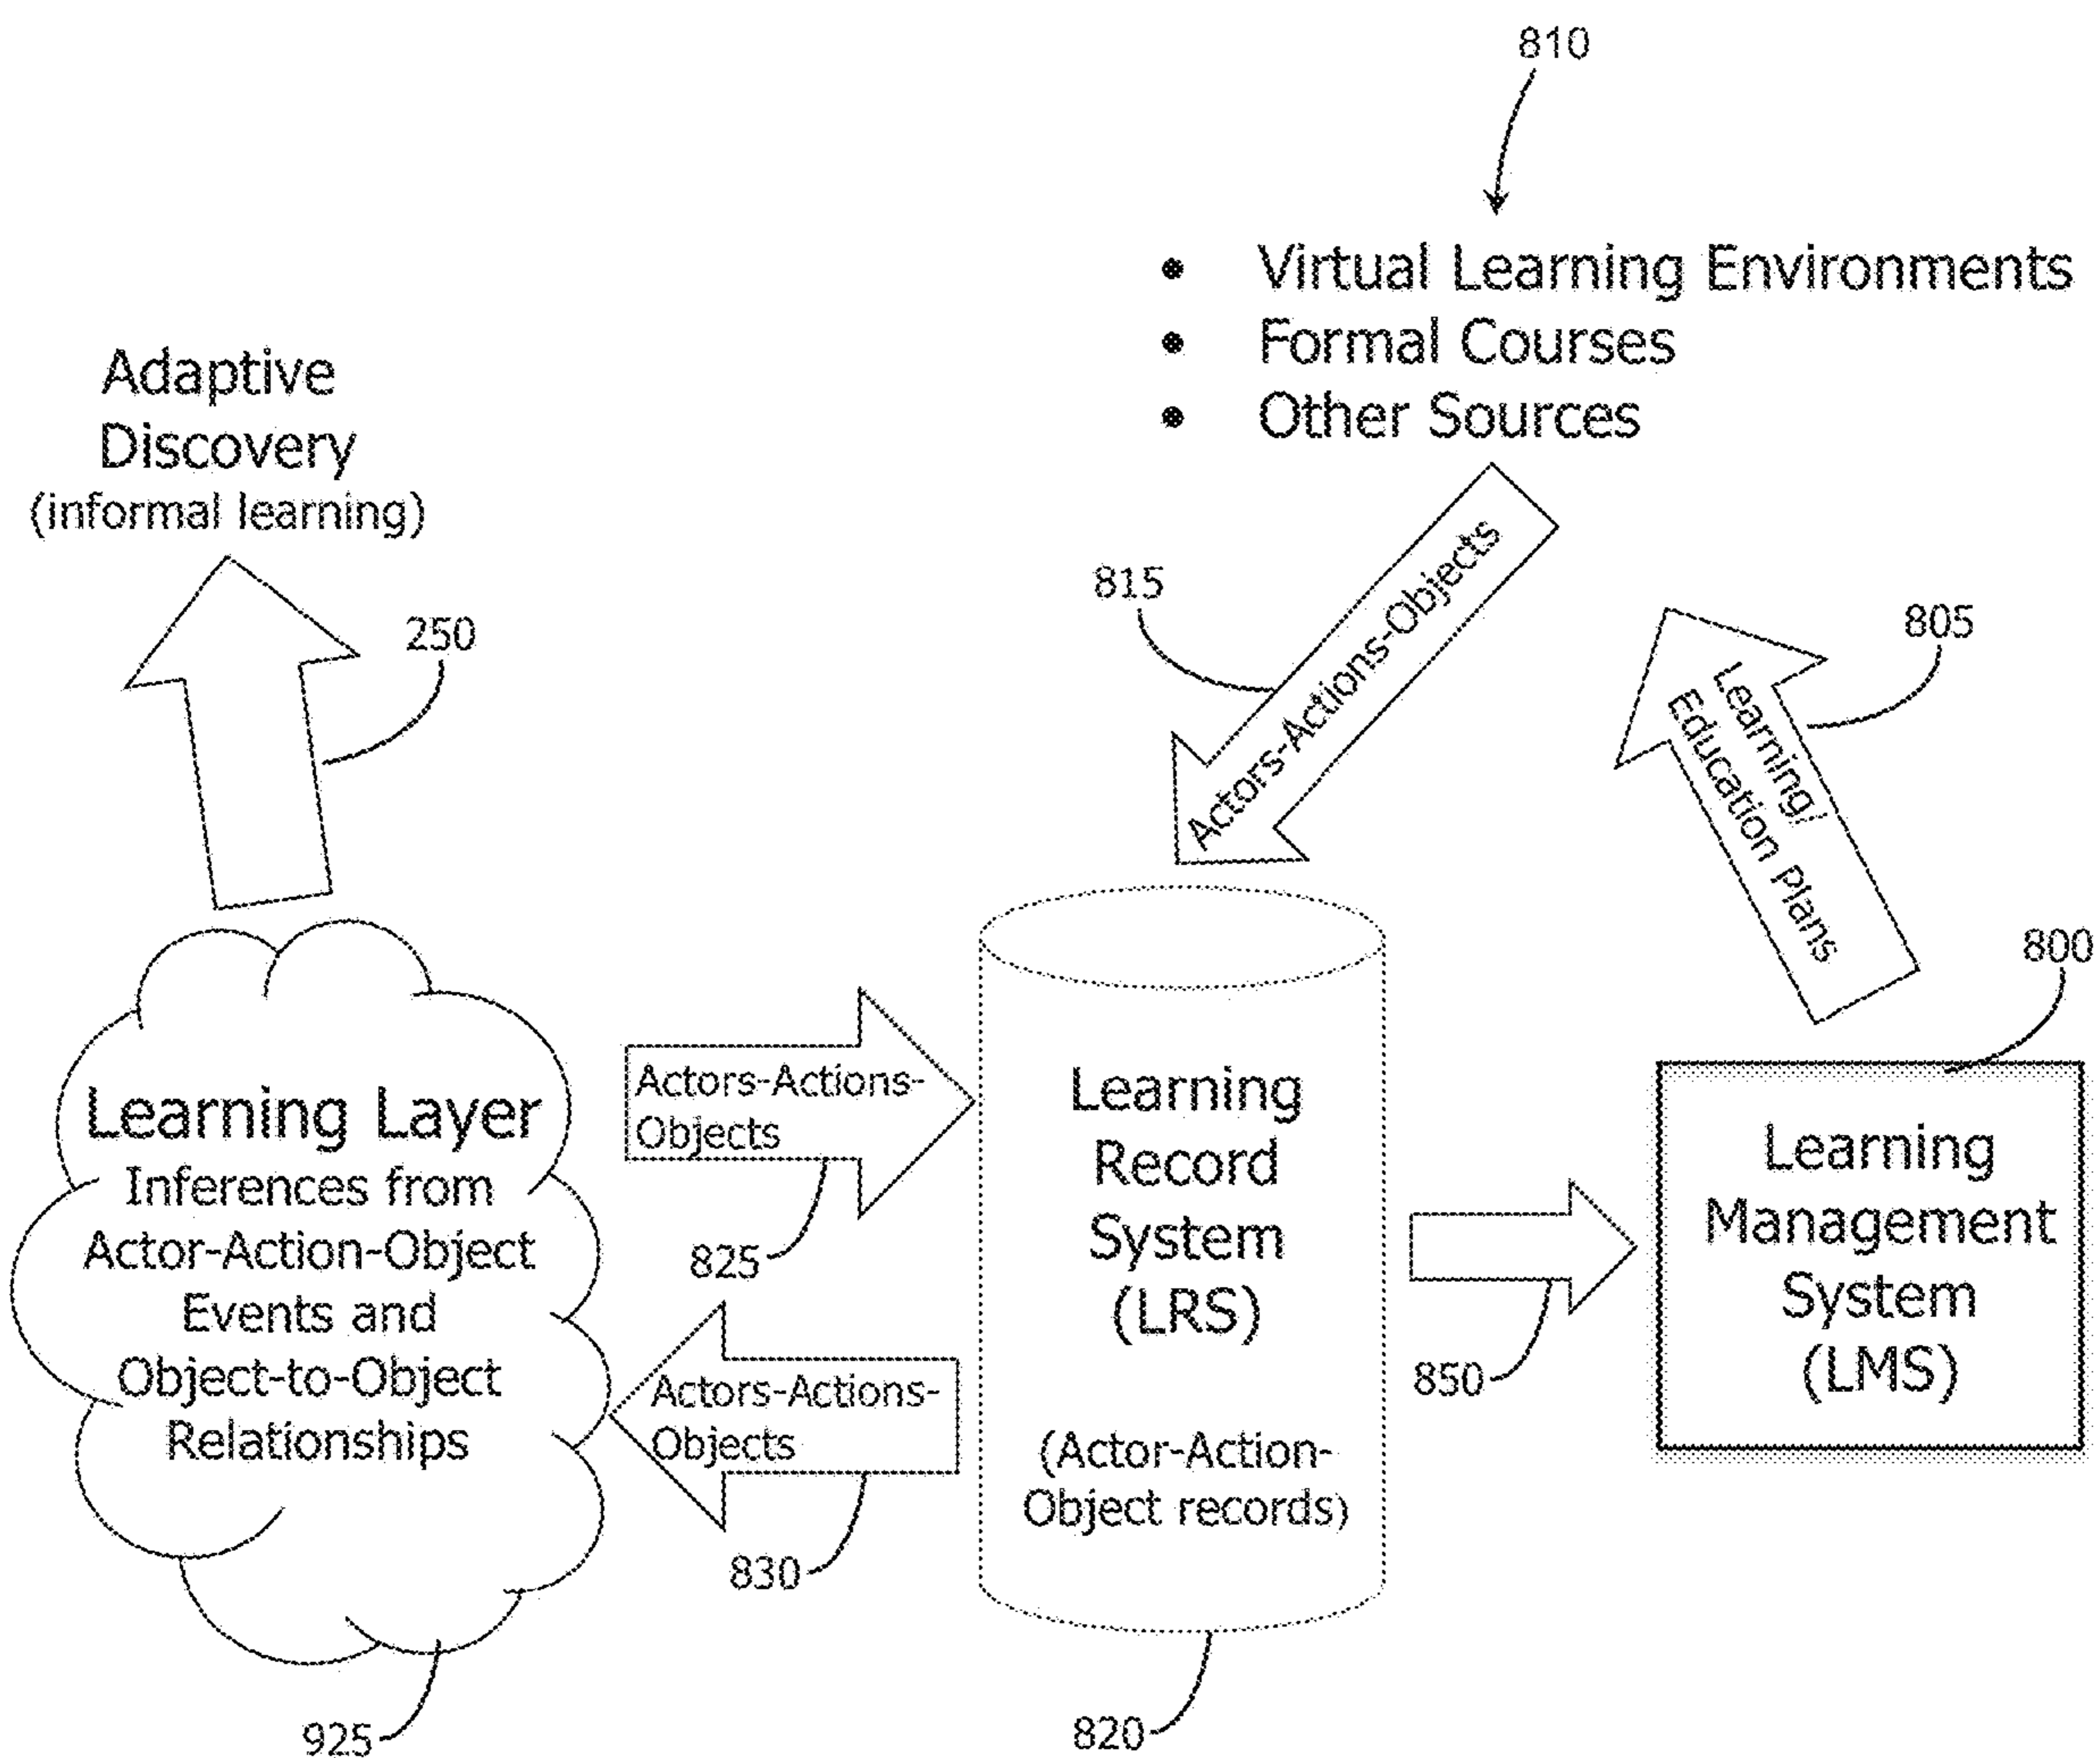 810
• Virtual Learning Environments
• Formal Courses
• Other Sources
Adaptive
Discovery
(informal learning)
250
815
Actors-Actions-Objects
805
Learning/
Education Plans
800
Learning Layer
Inferences from
Actor-Action-Object
Events and
Object-to-Object
Relationships
925
Actors-Actions-
Objects
825
Actors-Actions-
Objects
830
Learning
Record
System
(LRS)
(Actor-Action-
Object records)
820
850
Learning
Management
System
(LMS)